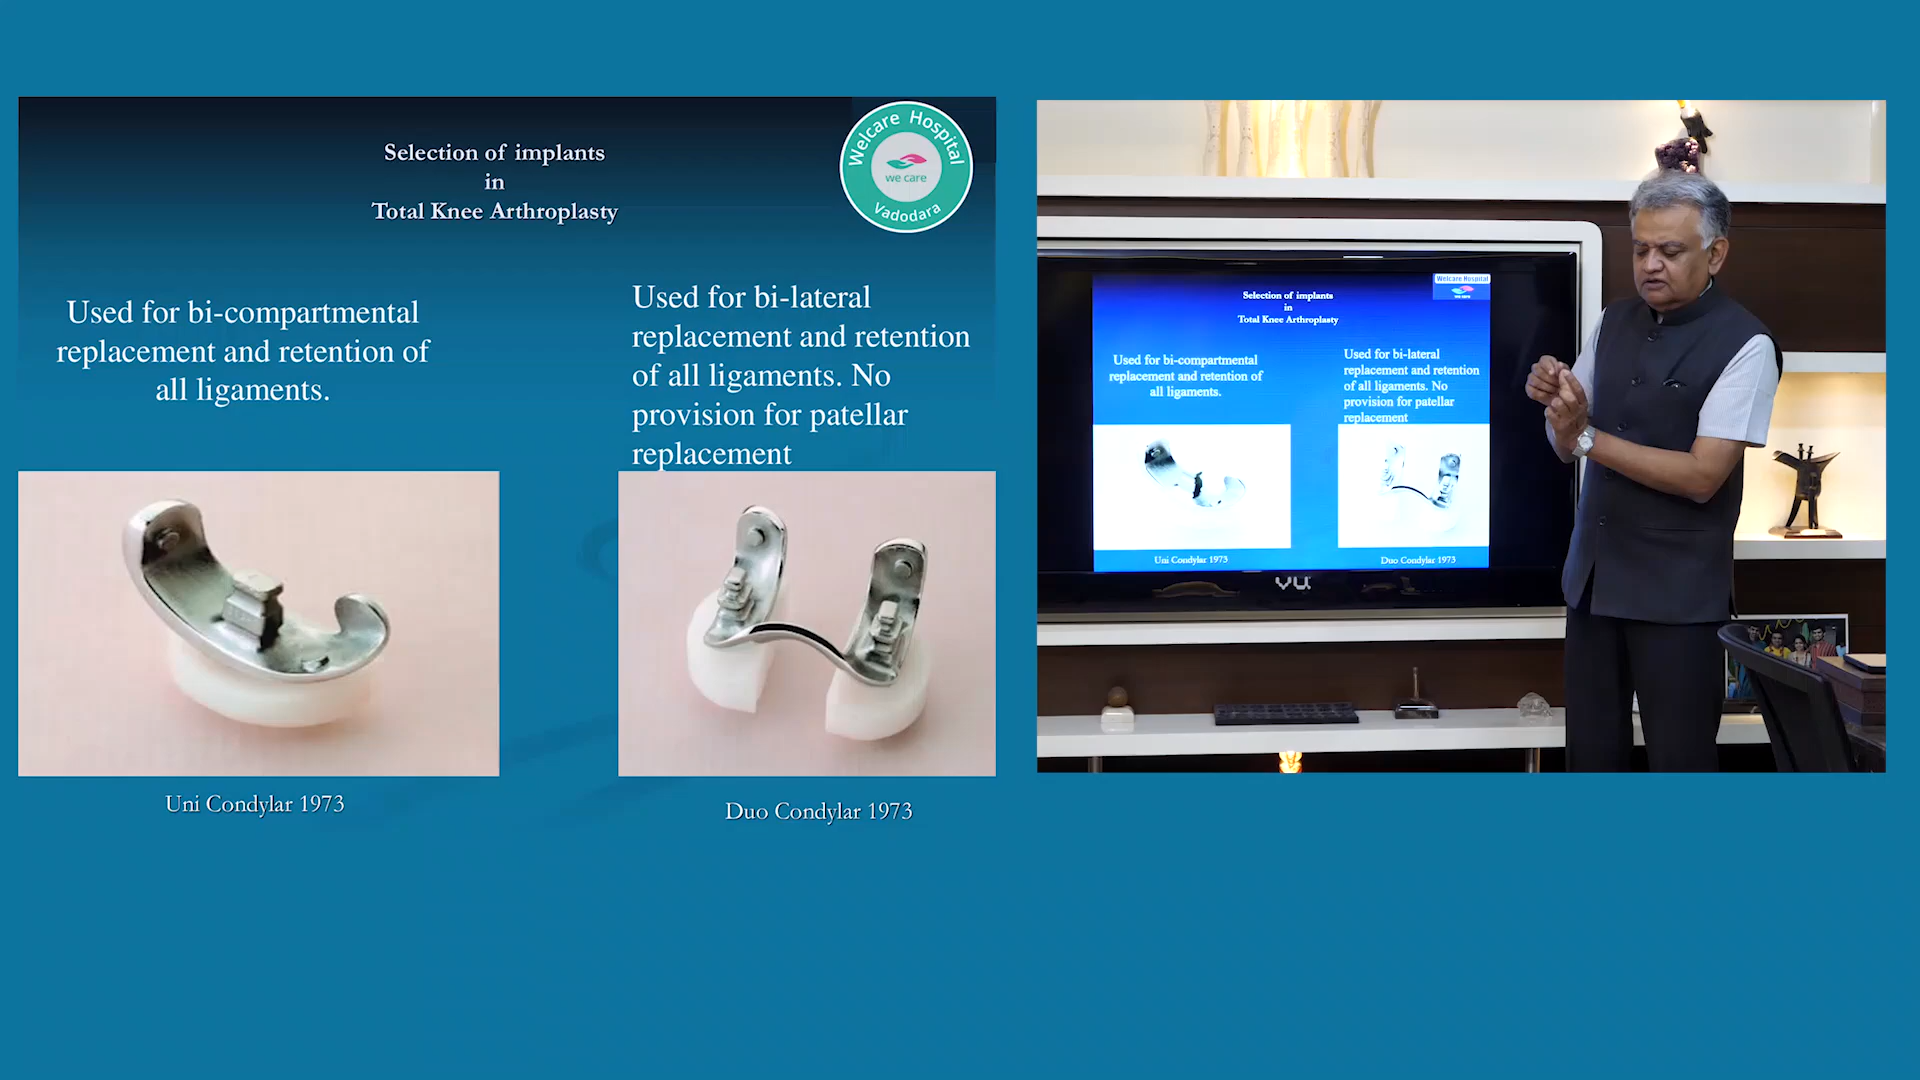 Selection of implants
in
Total Knee Arthroplasty
Welcare Hospital
we care
Vadodara
Used for bi-compartmental
replacement and retention of
all ligaments.
Used for bi-lateral
replacement and retention
of all ligaments. No
provision for patellar
replacement
Uni Condylar 1973
Duo Condylar 1973
Welcare Hospital
we care
Selection of implants
in
Total Knee Arthroplasty
Used for bi-compartmental
replacement and retention of
all ligaments.
Used for bi-lateral
replacement and retention
of all ligaments. No
provision for patellar
replacement
Uni Condylar 1973
Duo Condylar 1973
vu